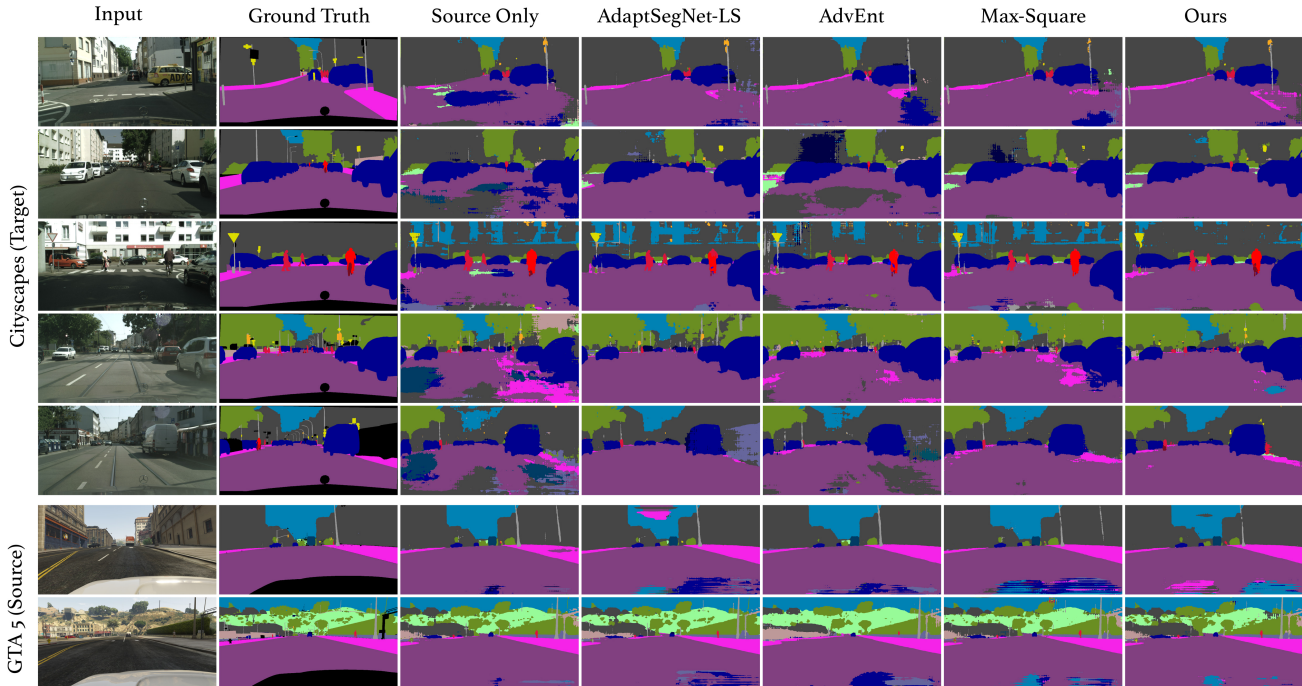 Input Ground Truth Source Only AdaptSegNet-LS AdvEnt Max-Square Ours
Cityscapes (Target)
GTA 5 (Source)